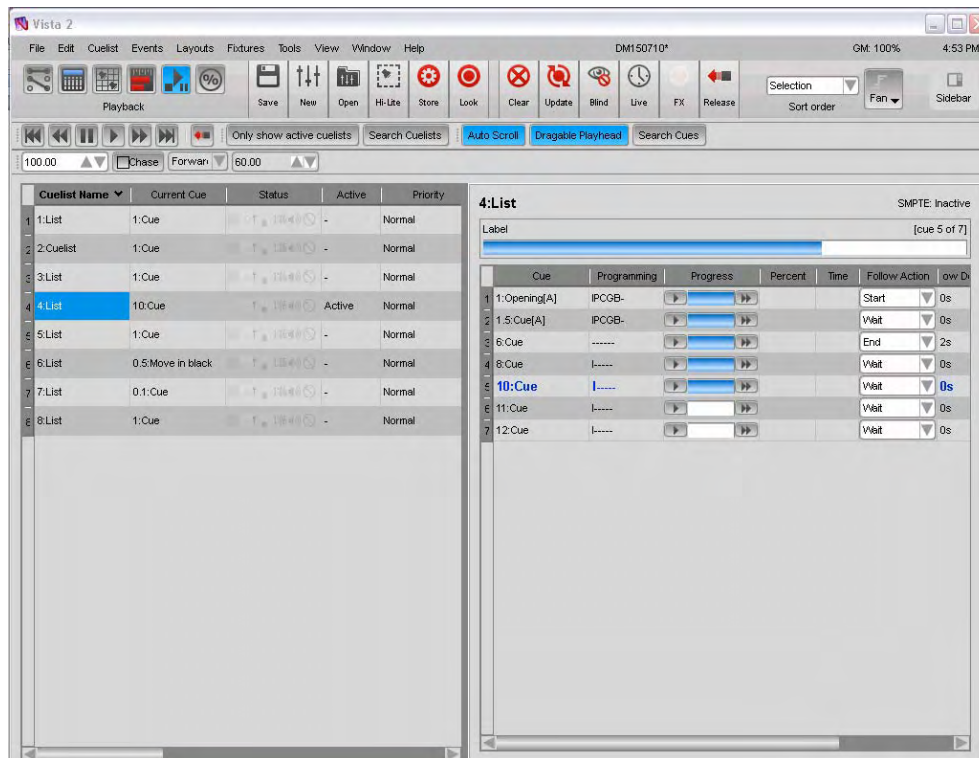 Vista 2
File Edit Cuelist Events Layouts Fixtures Tools View Window Help DM150710* GM: 100% 4:53 PM
Playback Save New Open Hi-Lite Store Look Clear Update Blind Live FX Release Selection Sort order Fan Sidebar
Only show active cuelists Search Cuelists Auto Scroll Dragable Playhead Search Cues
100.00 Chase Forwar 60.00
Cuelist Name Current Cue Status Active Priority
1 1:List 1:Cue - Normal
2 2:Cuelist 1:Cue - Normal
3 3:List 1:Cue - Normal
4 4:List 10:Cue Active Normal
5 5:List 1:Cue - Normal
6 6:List 0.5:Move in black - Normal
7 7:List 0.1:Cue - Normal
8 8:List 1:Cue - Normal
4:List SMPTE: Inactive
Label [cue 5 of 7]
Cue Programming Progress Percent Time Follow Action
1 1:Opening[A] IPCGB- Start 0s
2 1.5:Cue[A] IPCGB- Wait 0s
3 6:Cue ------ End 2s
4 8:Cue I----- Wait 0s
5 10:Cue I----- Wait 0s
6 11:Cue I----- Wait 0s
7 12:Cue I----- Wait 0s